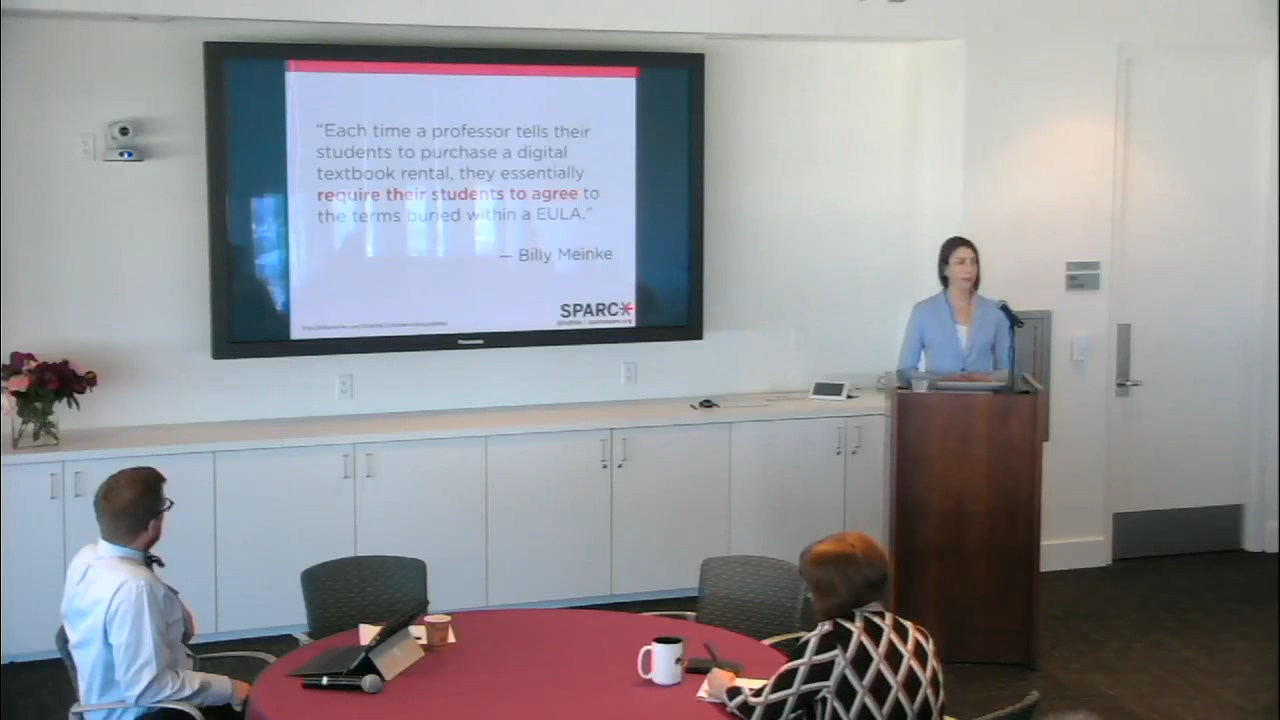 “Each time a professor tells their
students to purchase a digital
textbook rental, they essentially
require their students to agree to
the terms buried within a EULA.”
— Billy Meinke
SPARC*
Panasonic